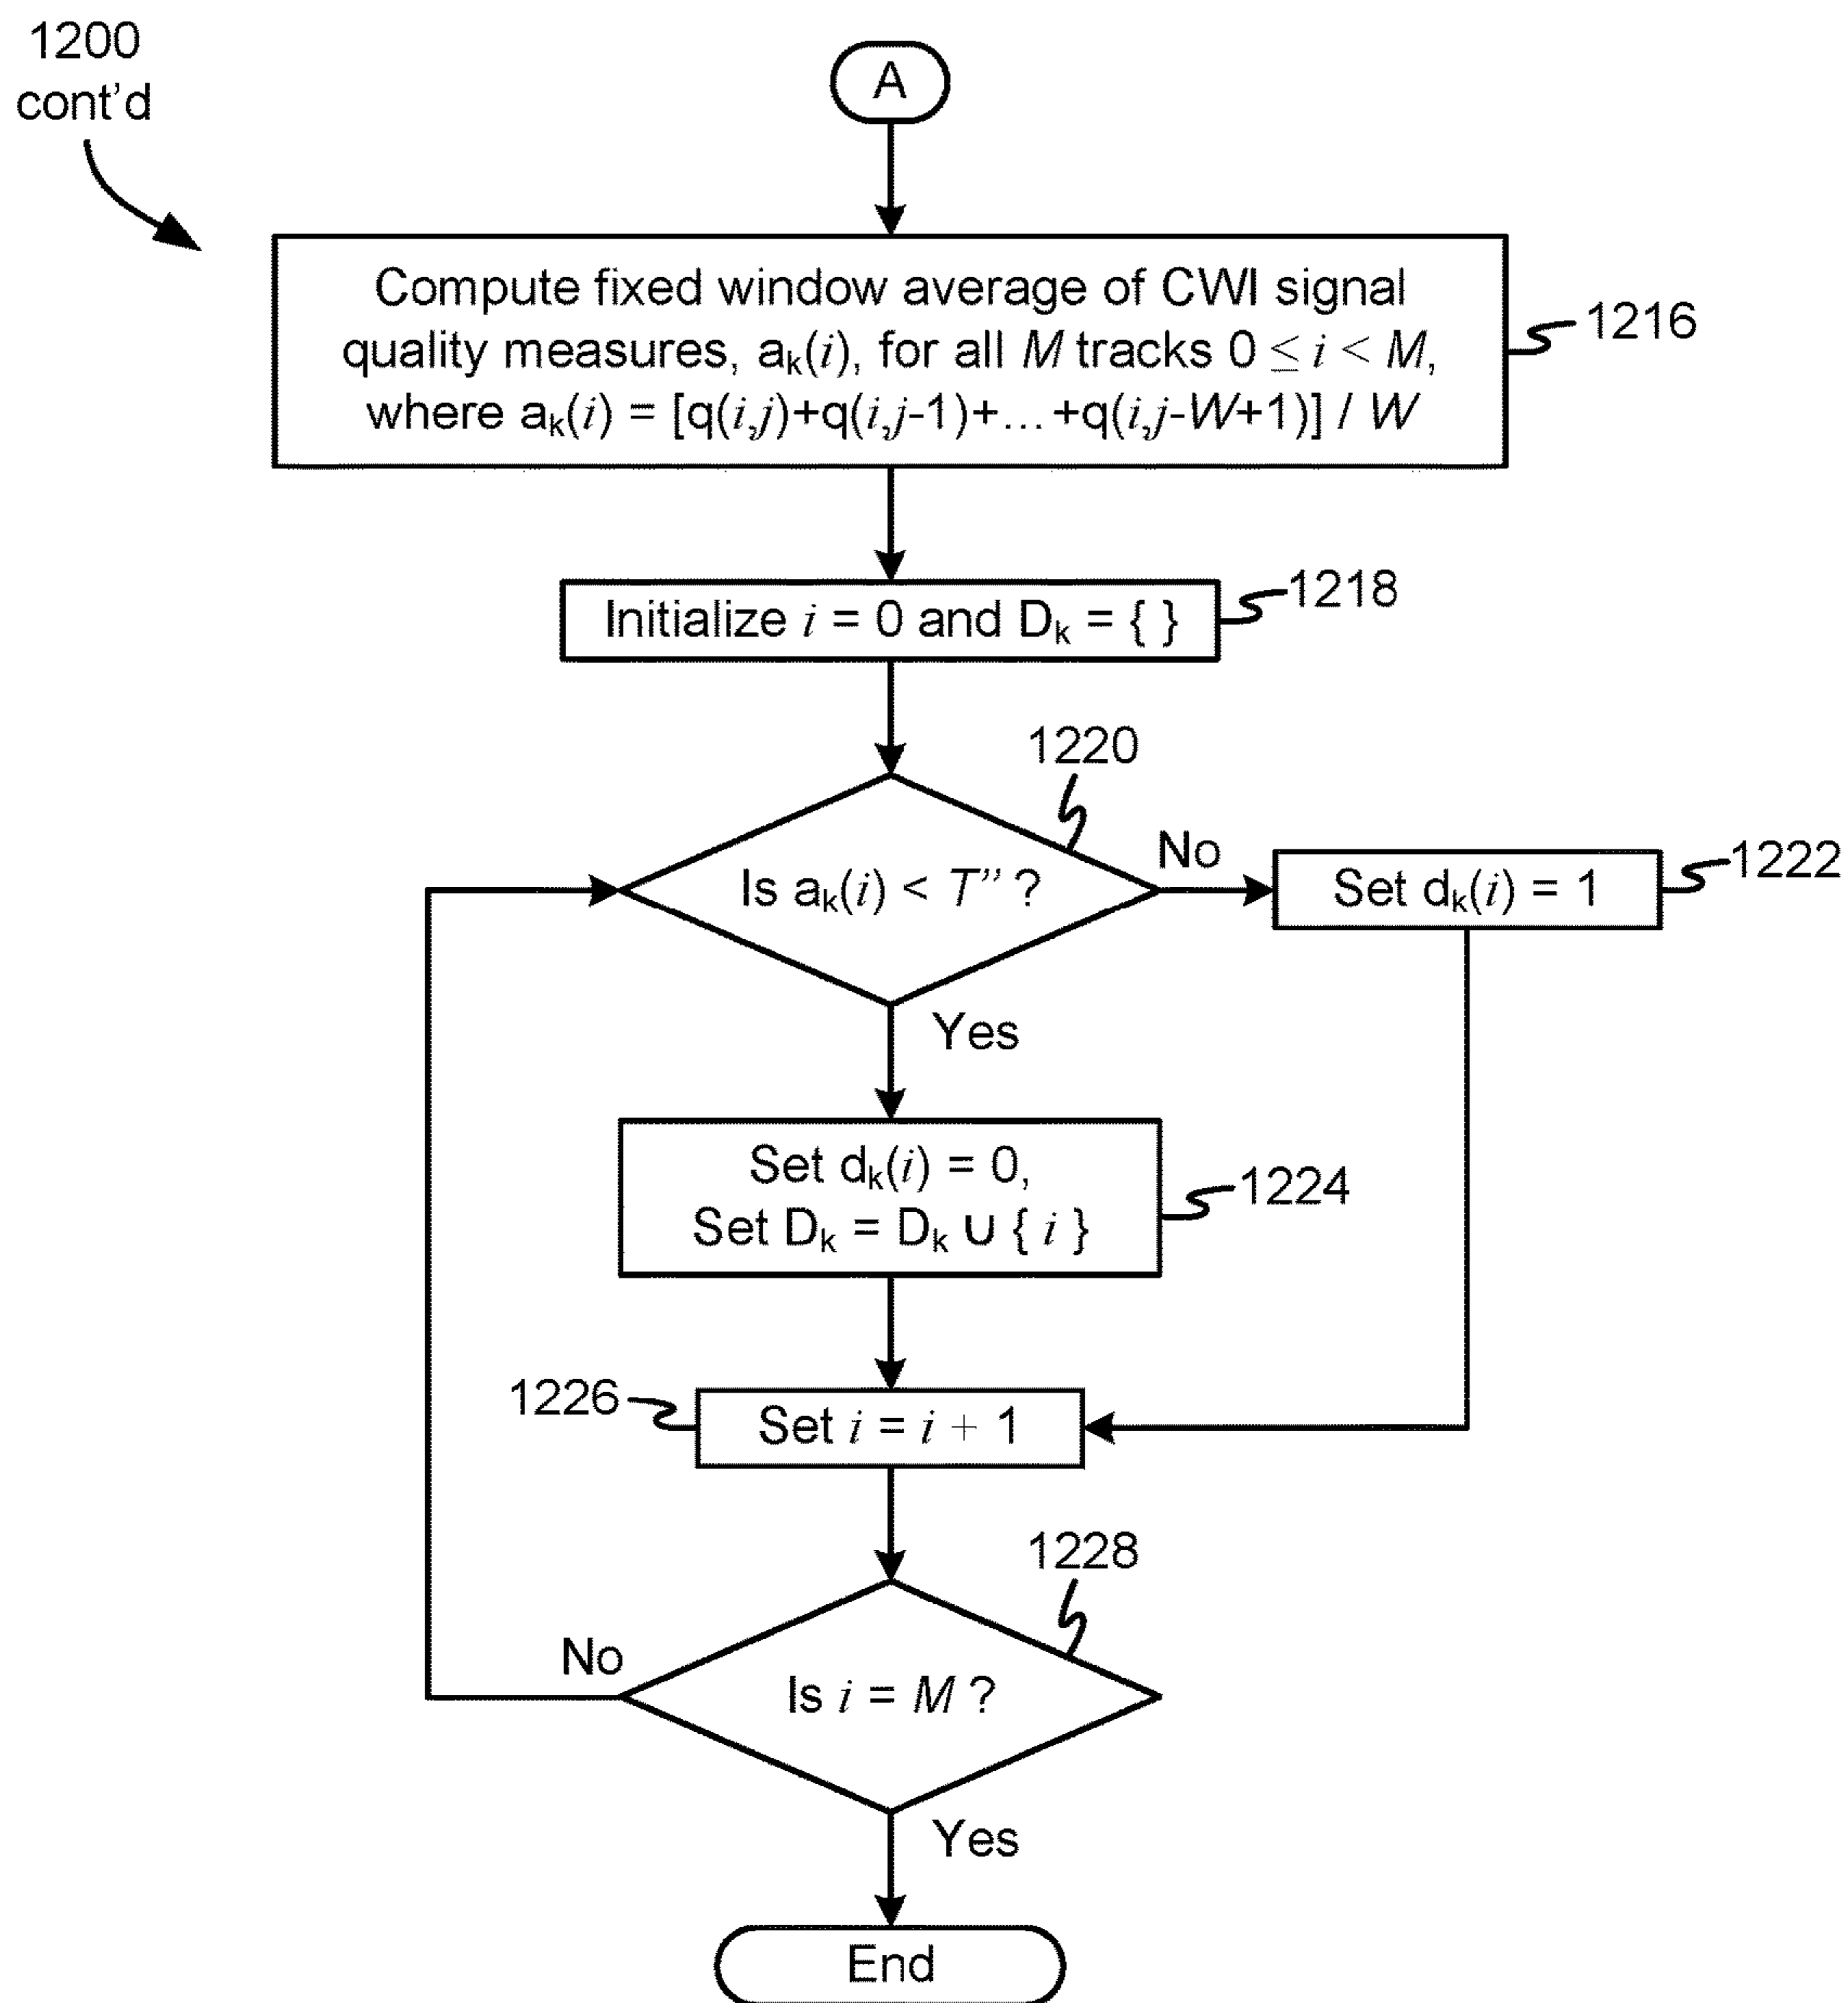 1200
cont'd
A
Compute fixed window average of CWI signal
quality measures, aₖ(i), for all M tracks 0 ≤ i < M,
where aₖ(i) = [q(i,j)+q(i,j-1)+...+q(i,j-W+1)] / W
1216
Initialize i = 0 and Dₖ = { }
1218
1220
Is aₖ(i) < T” ?
No
Set dₖ(i) = 1
1222
Yes
Set dₖ(i) = 0,
Set Dₖ = Dₖ ∪ { i }
1224
1226
Set i = i + 1
1228
Is i = M ?
No
Yes
End